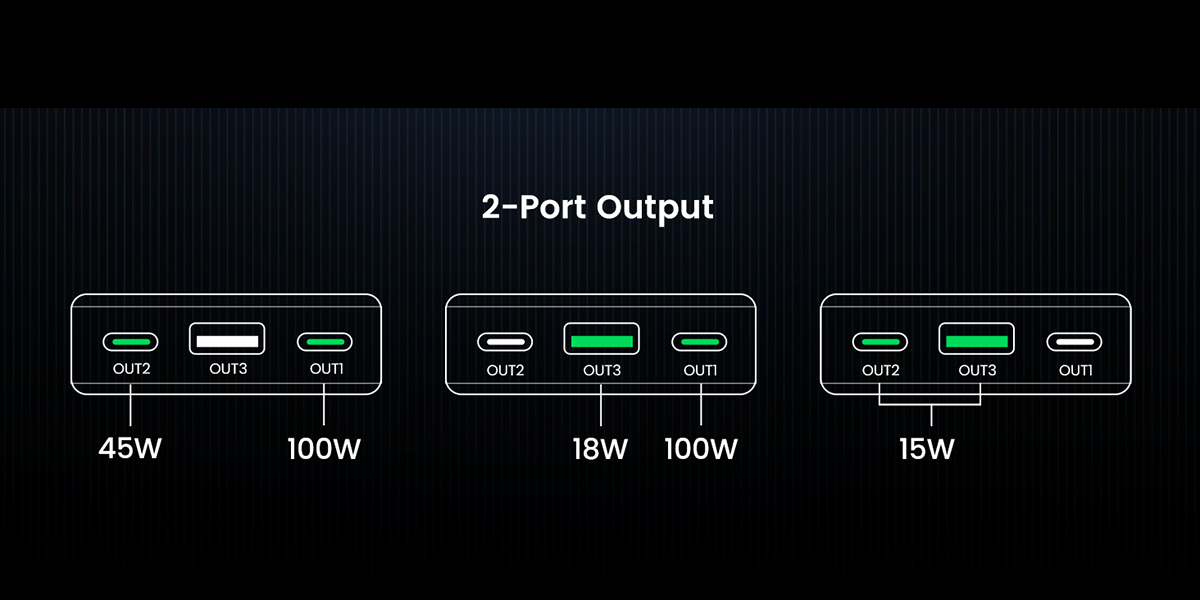 2-Port Output
OUT2 OUT3 OUT1
45W 100W
OUT2 OUT3 OUT1
18W 100W
OUT2 OUT3 OUT1
15W